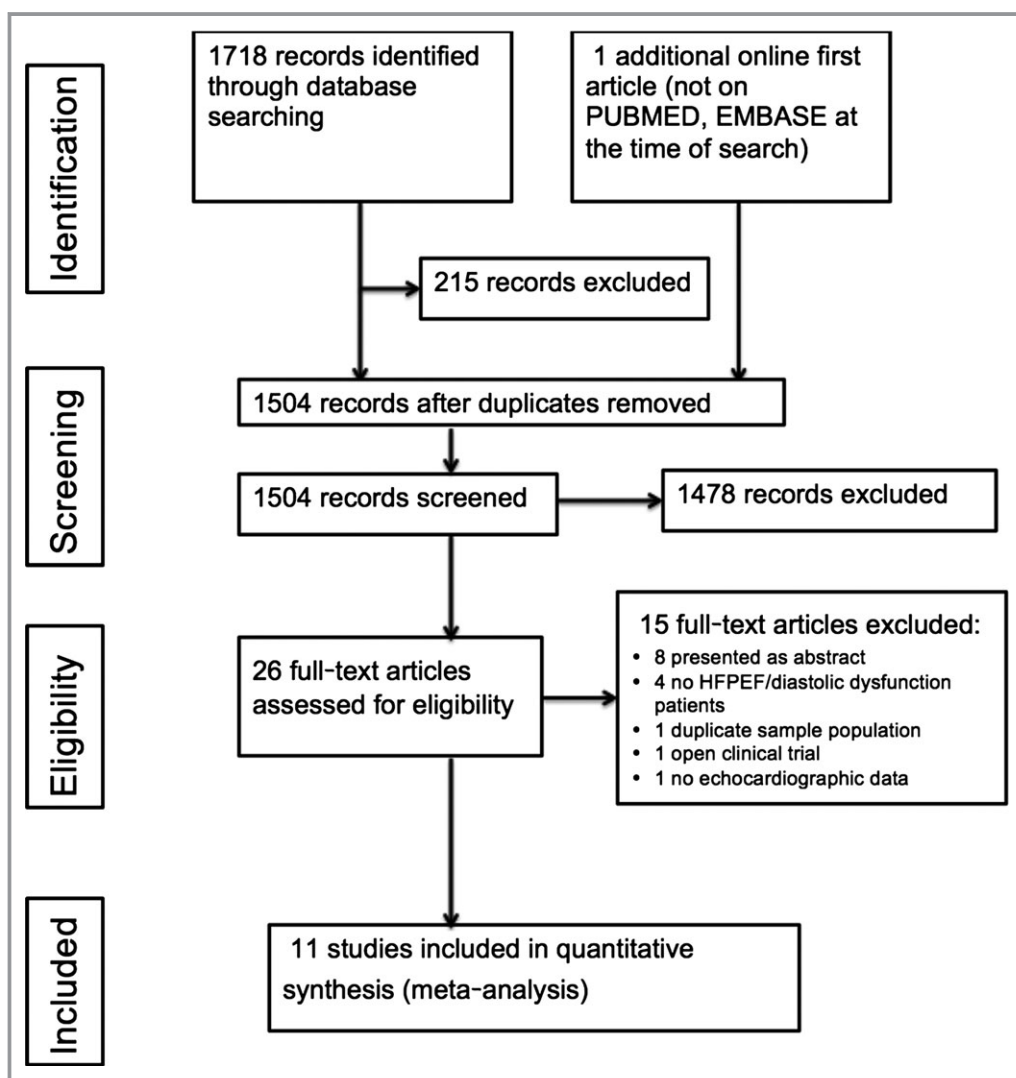 Identification
1718 records identified
through database
searching
1 additional online first
article (not on
PUBMED, EMBASE at
the time of search)
215 records excluded
Screening
1504 records after duplicates removed
1504 records screened
1478 records excluded
Eligibility
26 full-text articles
assessed for eligibility
15 full-text articles excluded:
• 8 presented as abstract
• 4 no HFPEF/diastolic dysfunction
patients
• 1 duplicate sample population
• 1 open clinical trial
• 1 no echocardiographic data
Included
11 studies included in quantitative
synthesis (meta-analysis)